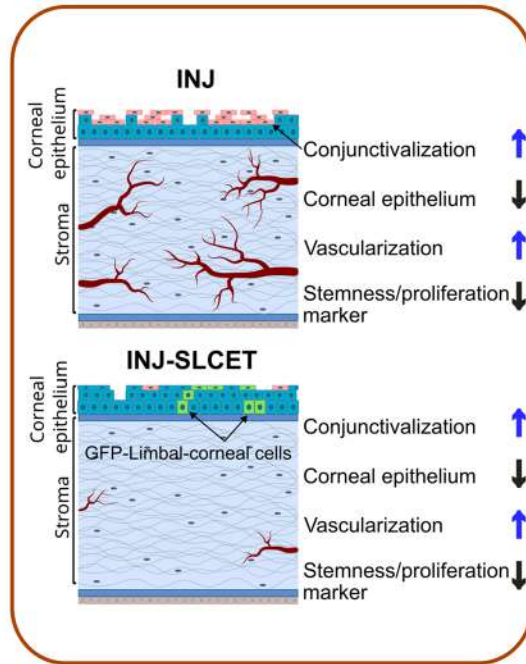 INJ
Corneal
epithelium
Stroma
Conjunctivalization
Corneal epithelium
Vascularization
Stemness/proliferation
marker
INJ-SLCET
Corneal
epithelium
Stroma
GFP-Limbal-corneal cells
Conjunctivalization
Corneal epithelium
Vascularization
Stemness/proliferation
marker